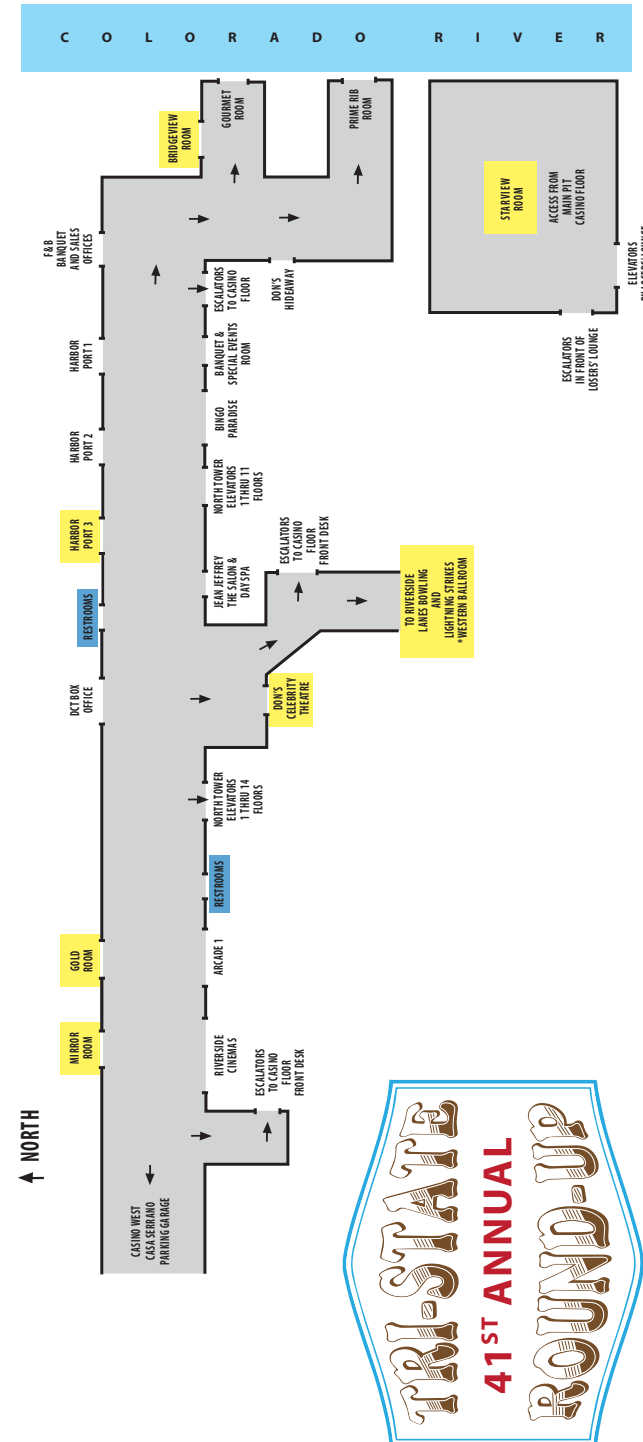 COLORADO RIVER
GOURMET
ROOM
PRIME RIB
ROOM
BRIDGEVIEW
ROOM
STARVIEW
ROOM
ACCESS FROM
MAIN PIT
CASINO FLOOR
ELEVATORS
ESCALATORS
IN FRONT OF
LOSERS' LOUNGE
F&B
BANQUET
AND SALES
OFFICES
ESCALATORS
TO CASINO
FLOOR
DON'S
HIDEAWAY
HARBOR
PORT 1
BANQUET &
SPECIAL EVENTS
ROOM
HARBOR
PORT 2
BINGO
PARADISE
NORTH TOWER
ELEVATORS
1 THRU 11
FLOORS
HARBOR
PORT 3
JEAN JEFFREY
THE SALON &
DAY SPA
ESCALATORS
TO CASINO
FLOOR
FRONT DESK
RESTROOMS
TO RIVERSIDE
LANES BOWLING
AND
LIGHTNING STRIKES
*WESTERN BALLROOM
DCT BOX
OFFICE
DON'S
CELEBRITY
THEATRE
NORTH TOWER
ELEVATORS
1 THRU 14
FLOORS
RESTROOMS
GOLD
ROOM
ARCADE 1
MIRROR
ROOM
RIVERSIDE
CINEMAS
ESCALATORS
TO CASINO
FLOOR
FRONT DESK
NORTH
CASINO WEST
CASA SERRANO
PARKING GARAGE
TRI-STATE
41ST ANNUAL
ROUND-UP